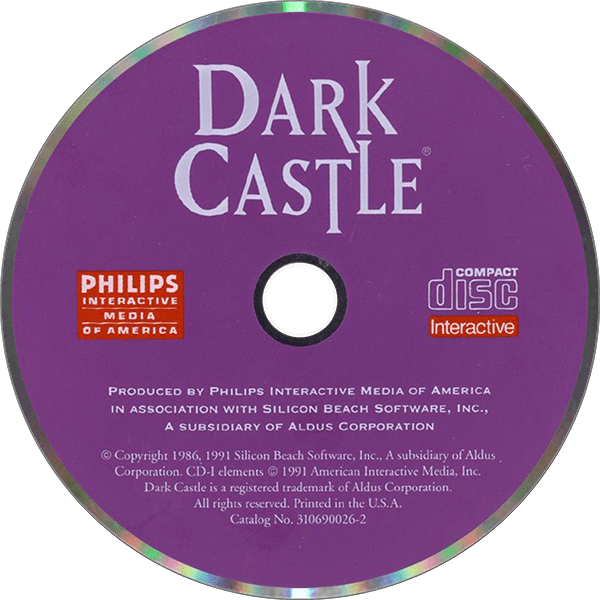 DARK
CASTLE®
PHILIPS
INTERACTIVE
MEDIA
OF AMERICA
COMPACT
disc
Interactive
PRODUCED BY PHILIPS INTERACTIVE MEDIA OF AMERICA
IN ASSOCIATION WITH SILICON BEACH SOFTWARE, INC.,
A SUBSIDIARY OF ALDUS CORPORATION
© Copyright 1986, 1991 Silicon Beach Software, Inc., A subsidiary of Aldus
Corporation. CD-I elements © 1991 American Interactive Media, Inc.
Dark Castle is a registered trademark of Aldus Corporation.
All rights reserved. Printed in the U.S.A.
Catalog No. 310690026-2